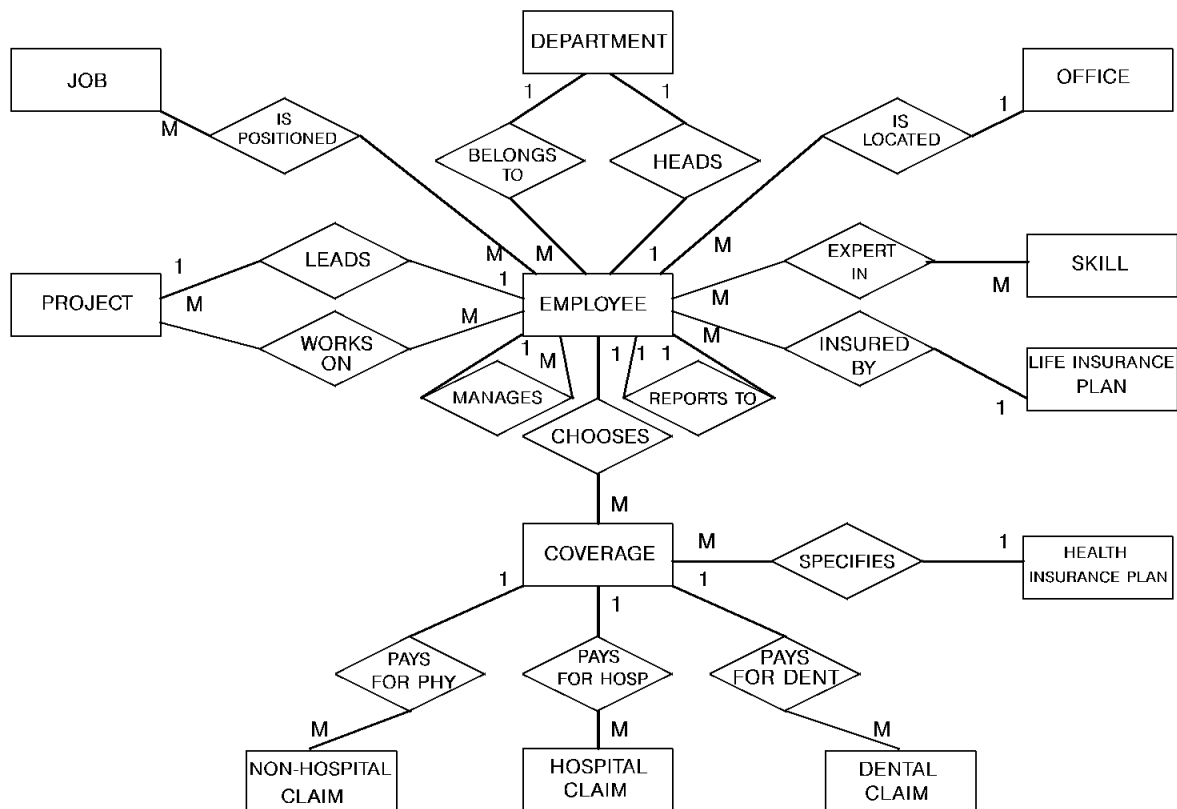 DEPARTMENT
JOB
OFFICE
1
1
1
M
IS
POSITIONED
IS
LOCATED
BELONGS
TO
HEADS
M
M
1
M
LEADS
EXPERT
IN
SKILL
1
1
M
M
PROJECT
EMPLOYEE
M
M
M
WORKS
ON
INSURED
BY
LIFE INSURANCE
PLAN
1
M
1
1
1
M
1
MANAGES
REPORTS TO
CHOOSES
M
COVERAGE
M
SPECIFIES
1
HEALTH
INSURANCE PLAN
1
1
1
PAYS
FOR PHY
PAYS
FOR HOSP
PAYS
FOR DENT
M
M
M
NON-HOSPITAL
CLAIM
HOSPITAL
CLAIM
DENTAL
CLAIM